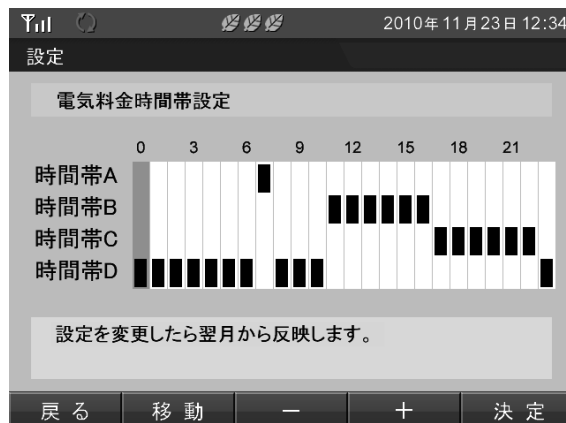 2010年11月23日 12:34
設定
電気料金時間帯設定
0 3 6 9 12 15 18 21
時間帯A
時間帯B
時間帯C
時間帯D
設定を変更したら翌月から反映します。
戻る 移動 － ＋ 決定